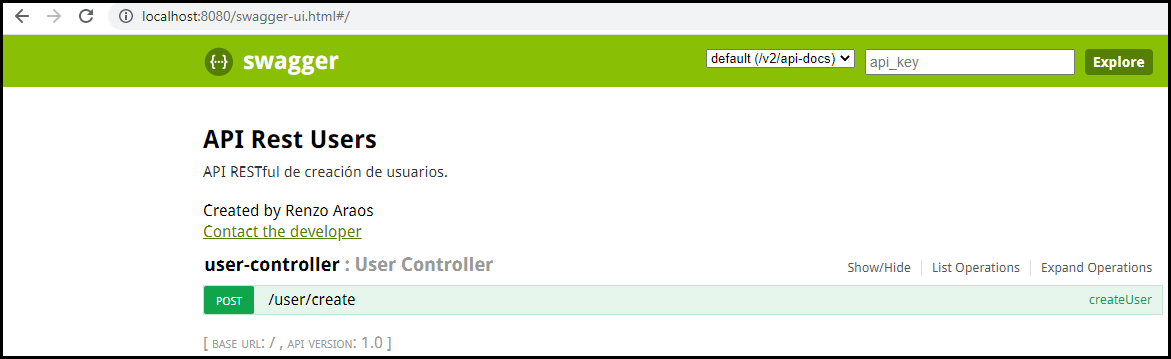 localhost:8080/swagger-ui.html#/
{··} swagger default (/v2/api-docs) api_key Explore
API Rest Users
API RESTful de creación de usuarios.
Created by Renzo Araos
Contact the developer
user-controller : User Controller Show/Hide List Operations Expand Operations
POST /user/create createUser
[ BASE URL: / , API VERSION: 1.0 ]